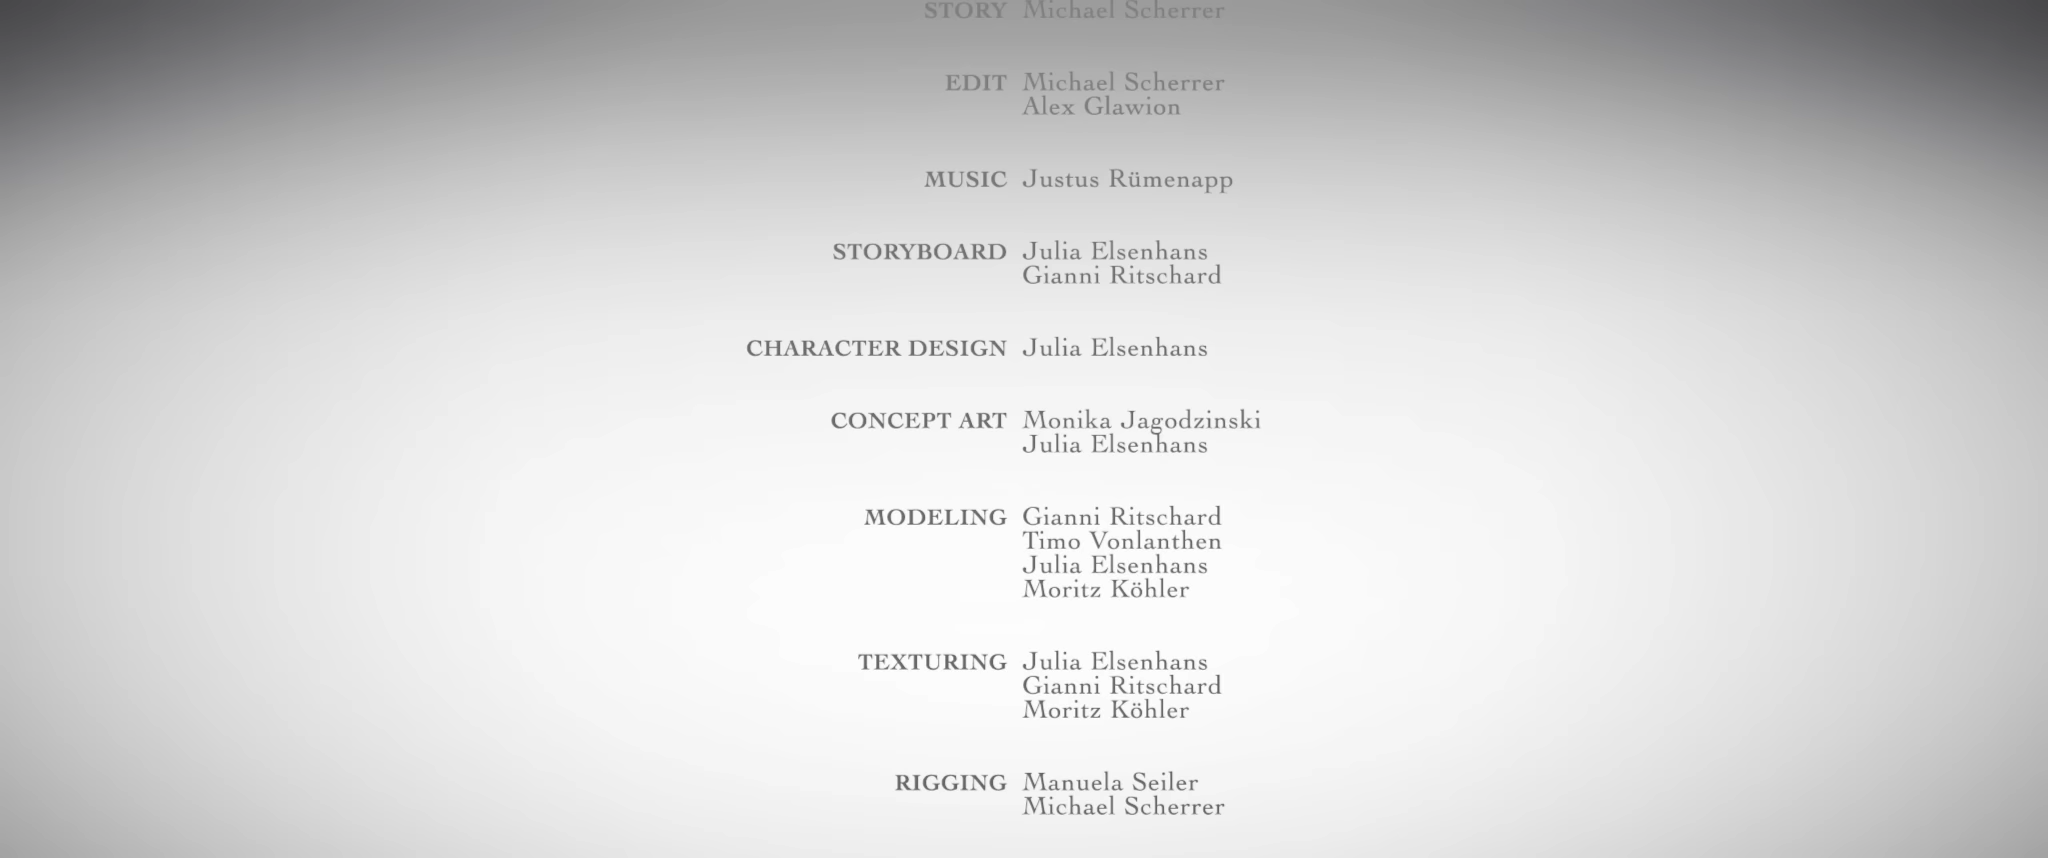 STORY Michael Scherrer
EDIT Michael Scherrer
Alex Glawion
MUSIC Justus Rümenapp
STORYBOARD Julia Elsenhans
Gianni Ritschard
CHARACTER DESIGN Julia Elsenhans
CONCEPT ART Monika Jagodzinski
Julia Elsenhans
MODELING Gianni Ritschard
Timo Vonlanthen
Julia Elsenhans
Moritz Köhler
TEXTURING Julia Elsenhans
Gianni Ritschard
Moritz Köhler
RIGGING Manuela Seiler
Michael Scherrer